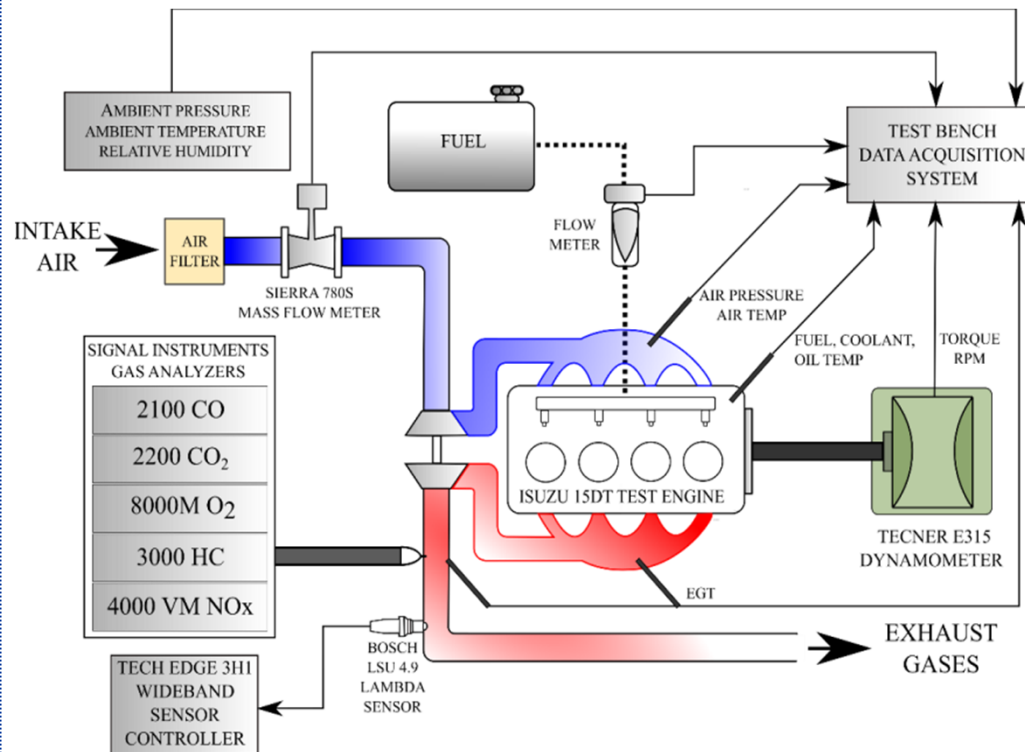 AMBIENT PRESSURE
AMBIENT TEMPERATURE
RELATIVE HUMIDITY
FUEL
TEST BENCH
DATA ACQUISITION
SYSTEM
INTAKE
AIR
AIR
FILTER
FLOW
METER
SIERRA 780S
MASS FLOW METER
AIR PRESSURE
AIR TEMP
FUEL, COOLANT,
OIL TEMP
TORQUE
RPM
SIGNAL INSTRUMENTS
GAS ANALYZERS
2100 CO
2200 CO₂
8000M O2
3000 HC
4000 VM NOx
ISUZU 15DT TEST ENGINE
TECNER E315
DYNAMOMETER
EGT
EXHAUST
GASES
BOSCH
LSU 4.9
LAMBDA
SENSOR
TECH EDGE 3H1
WIDEBAND
SENSOR
CONTROLLER